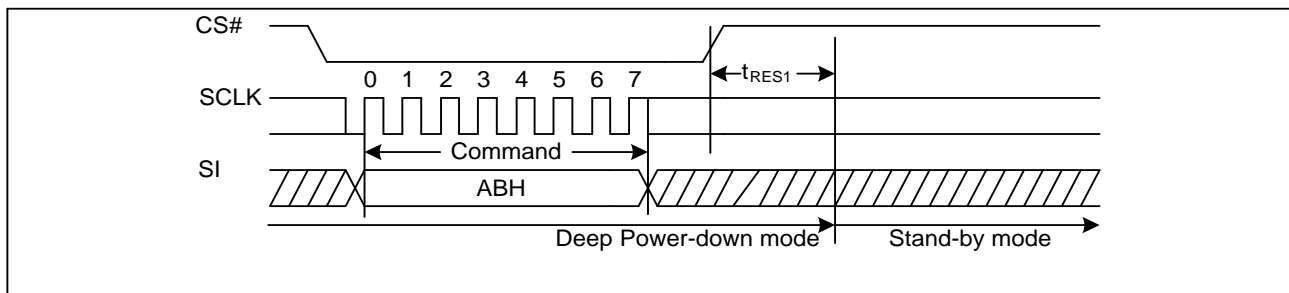 CS#
tRES1
0 1 2 3 4 5 6 7
SCLK
Command
SI
ABH
Deep Power-down mode
Stand-by mode